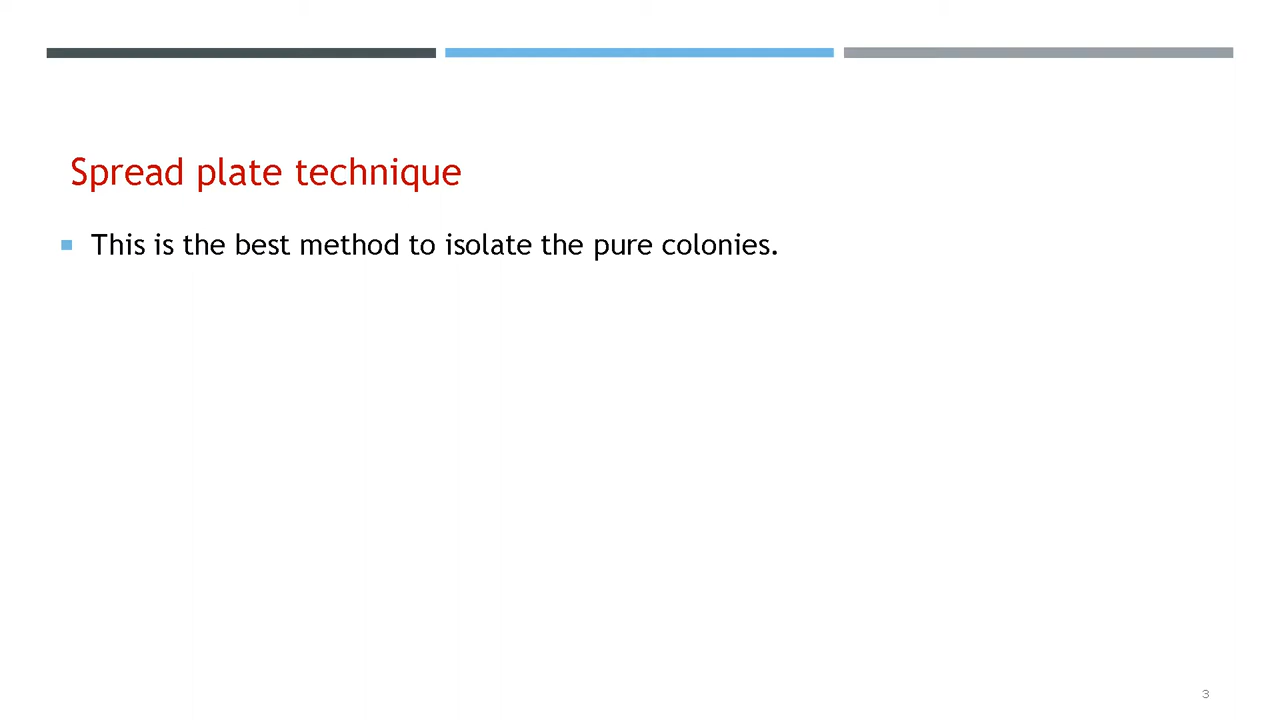 Spread plate technique
This is the best method to isolate the pure colonies.
3